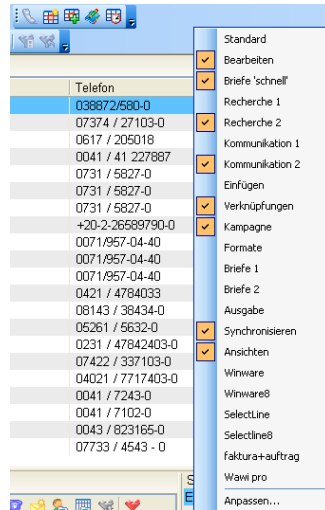 Telefon
038872/580-0
07374 / 27103-0
0617 / 205018
0041 / 41 227887
0731 / 5827-0
0731 / 5827-0
0731 / 5827-0
+20-2-26589790-0
0071/957-04-40
0071/957-04-40
0071/957-04-40
0421 / 4784033
08143 / 38434-0
05261 / 5632-0
0231 / 47842403-0
07422 / 337103-0
04021 / 7717403-0
0041 / 7243-0
0041 / 7102-0
0043 / 823165-0
07733 / 4543 - 0
S
E
Standard
Bearbeiten
Briefe 'schnell'
Recherche 1
Recherche 2
Kommunikation 1
Kommunikation 2
Einfügen
Verknüpfungen
Kampagne
Formate
Briefe 1
Briefe 2
Ausgabe
Synchronisieren
Ansichten
Winware
Winware8
SelectLine
Selectline8
faktura+auftrag
Wawi pro
Anpassen...